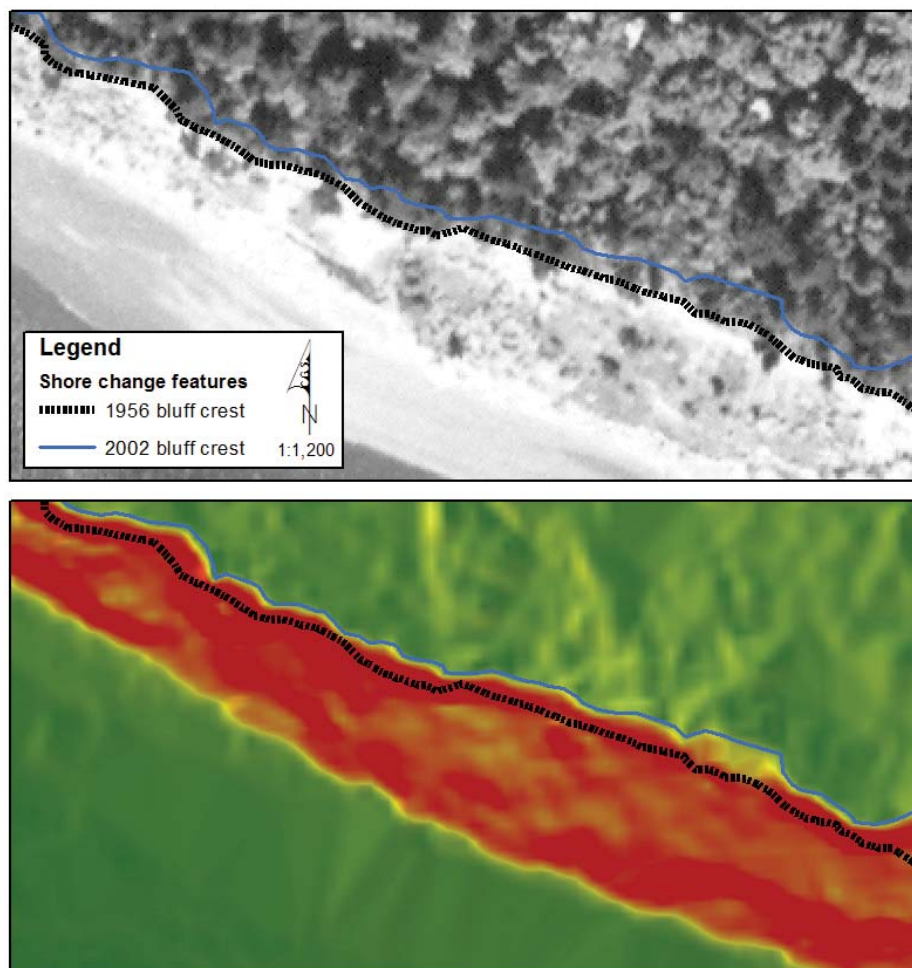 Legend
Shore change features
1956 bluff crest
2002 bluff crest
N
1:1,200